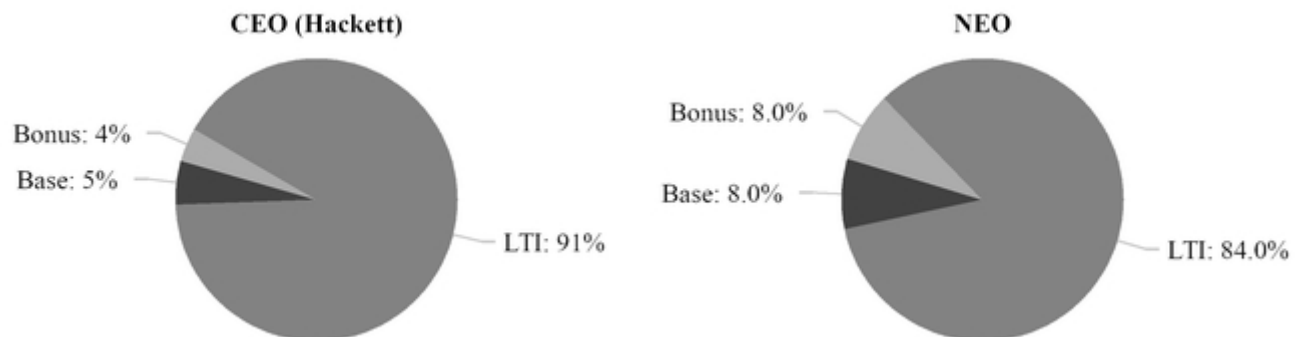 CEO (Hackett)
Bonus: 4%
Base: 5%
LTI: 91%
NEO
Bonus: 8.0%
Base: 8.0%
LTI: 84.0%